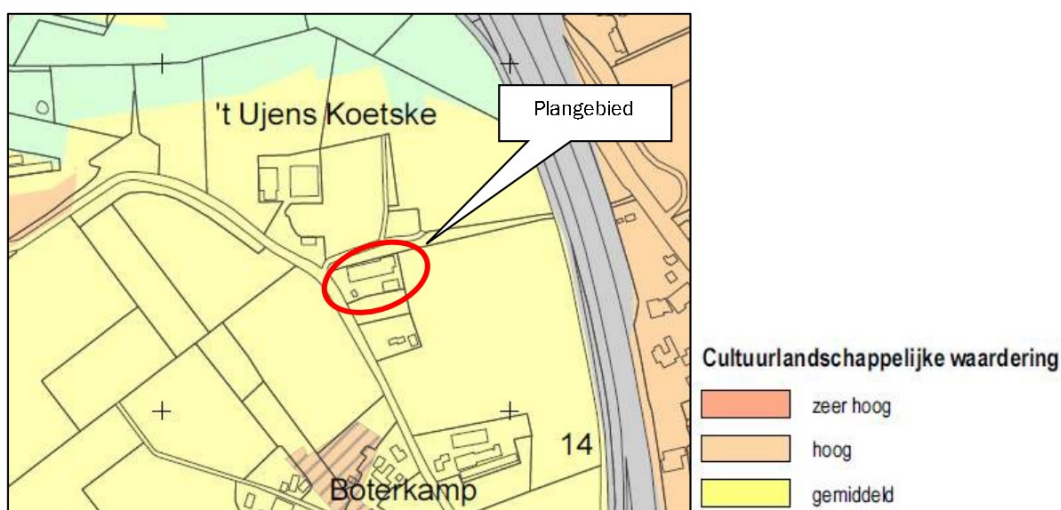 't Ujens Koetske
Plangebied
14
Boterkamp
Cultuurlandschappelijke waardering
zeer hoog
hoog
gemiddeld